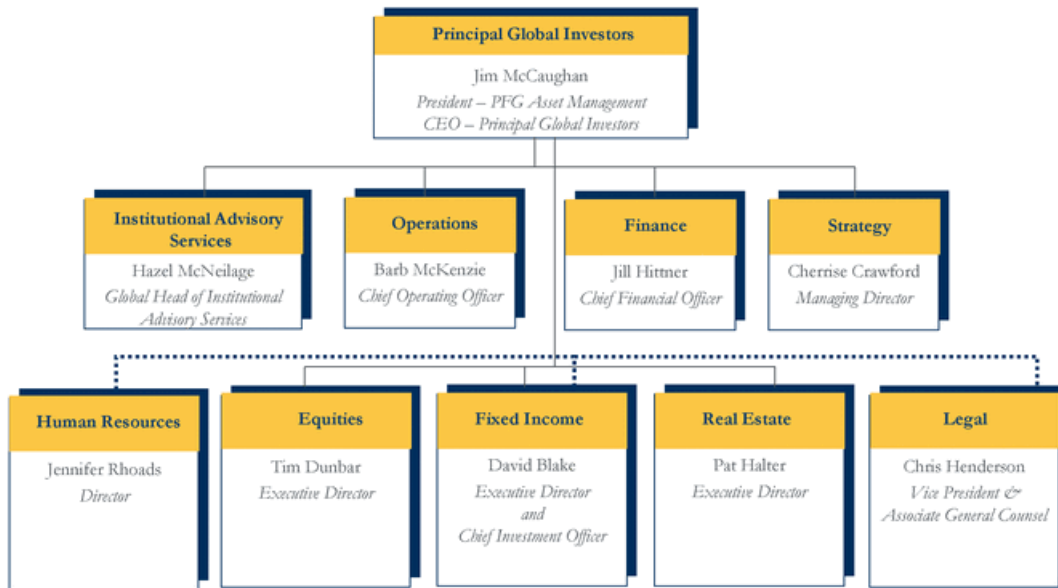 Principal Global Investors
Jim McCaughan
President – PFG Asset Management
CEO – Principal Global Investors
Institutional Advisory
Services
Hazel McNeilage
Global Head of Institutional
Advisory Services
Operations
Barb McKenzie
Chief Operating Officer
Finance
Jill Hittner
Chief Financial Officer
Strategy
Cherrise Crawford
Managing Director
Human Resources
Jennifer Rhoads
Director
Equities
Tim Dunbar
Executive Director
Fixed Income
David Blake
Executive Director
and
Chief Investment Officer
Real Estate
Pat Halter
Executive Director
Legal
Chris Henderson
Vice President &
Associate General Counsel